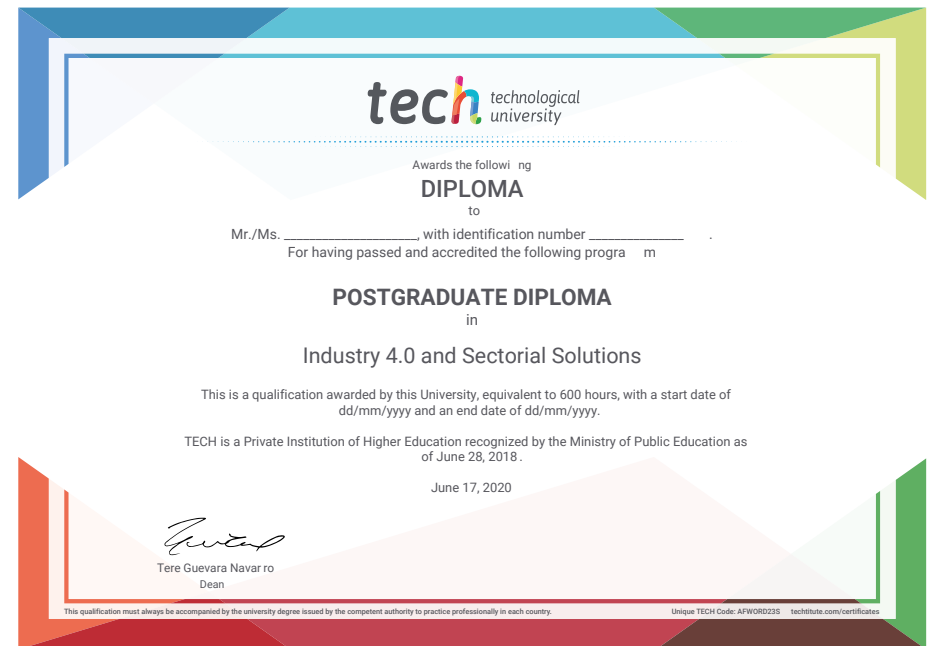 tech technological
university
Awards the followi ng
DIPLOMA
to
Mr./Ms. ____________________, with identification number ______________ .
For having passed and accredited the following progra m
POSTGRADUATE DIPLOMA
in
Industry 4.0 and Sectorial Solutions
This is a qualification awarded by this University, equivalent to 600 hours, with a start date of
dd/mm/yyyy and an end date of dd/mm/yyyy.
TECH is a Private Institution of Higher Education recognized by the Ministry of Public Education as
of June 28, 2018 .
June 17, 2020
Tere Guevara Navar ro
Dean
This qualification must always be accompanied by the university degree issued by the competent authority to practice professionally in each country. Unique TECH Code: AFWORD23S techtitute.com/certificates